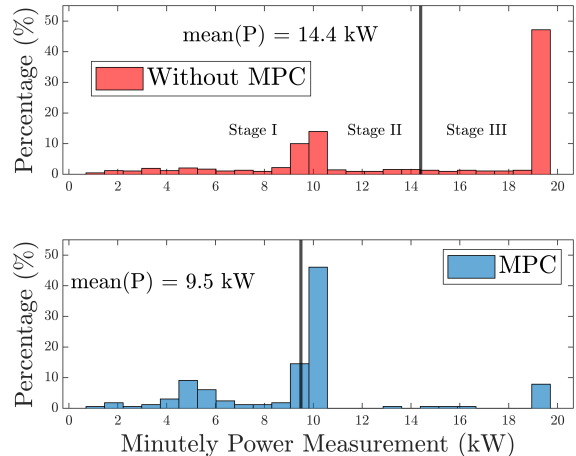 mean(P) = 14.4 kW
Without MPC
Stage I
Stage II
Stage III
Percentage (%)
50
40
30
20
10
0
0 2 4 6 8 10 12 14 16 18 20
mean(P) = 9.5 kW
MPC
Percentage (%)
50
40
30
20
10
0
0 2 4 6 8 10 12 14 16 18 20
Minutely Power Measurement (kW)